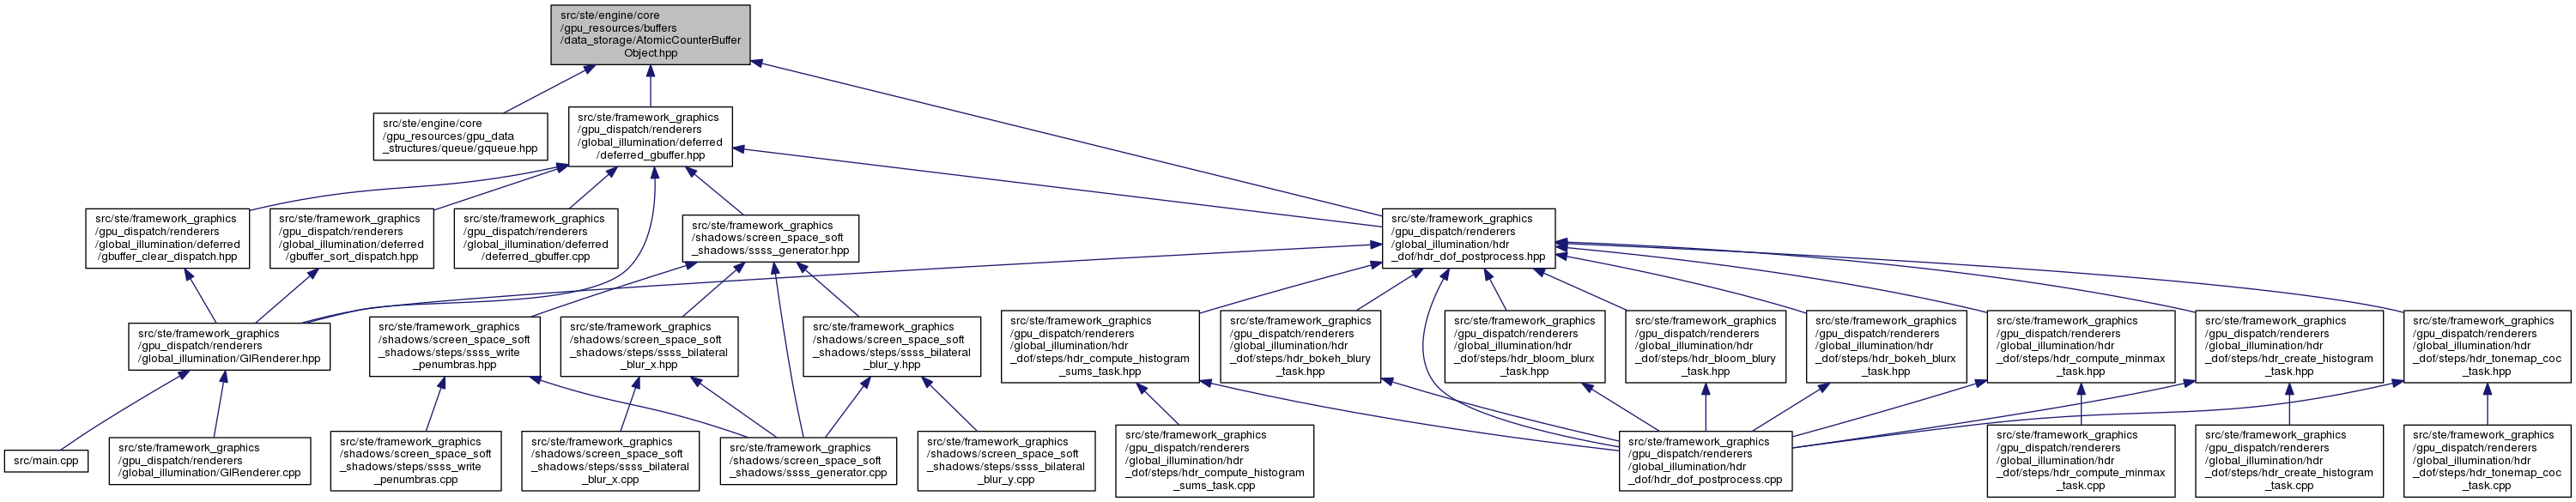 src/ste/engine/core
/gpu_resources/buffers
/data_storage/AtomicCounterBuffer
Object.hpp
src/ste/engine/core
/gpu_resources/gpu_data
_structures/queue/gqueue.hpp
src/ste/framework_graphics
/gpu_dispatch/renderers
/global_illumination/deferred
/deferred_gbuffer.hpp
src/ste/framework_graphics
/gpu_dispatch/renderers
/global_illumination/deferred
/gbuffer_clear_dispatch.hpp
src/ste/framework_graphics
/gpu_dispatch/renderers
/global_illumination/deferred
/gbuffer_sort_dispatch.hpp
src/ste/framework_graphics
/gpu_dispatch/renderers
/global_illumination/deferred
/deferred_gbuffer.cpp
src/ste/framework_graphics
/shadows/screen_space_soft
_shadows/ssss_generator.hpp
src/ste/framework_graphics
/gpu_dispatch/renderers
/global_illumination/hdr
_dof/hdr_dof_postprocess.hpp
src/ste/framework_graphics
/gpu_dispatch/renderers
/global_illumination/GIRenderer.hpp
src/ste/framework_graphics
/shadows/screen_space_soft
_shadows/steps/ssss_write
_penumbras.hpp
src/ste/framework_graphics
/shadows/screen_space_soft
_shadows/steps/ssss_bilateral
_blur_x.hpp
src/ste/framework_graphics
/shadows/screen_space_soft
_shadows/steps/ssss_bilateral
_blur_y.hpp
src/ste/framework_graphics
/gpu_dispatch/renderers
/global_illumination/hdr
_dof/steps/hdr_compute_histogram
_sums_task.hpp
src/ste/framework_graphics
/gpu_dispatch/renderers
/global_illumination/hdr
_dof/steps/hdr_bokeh_blury
_task.hpp
src/ste/framework_graphics
/gpu_dispatch/renderers
/global_illumination/hdr
_dof/steps/hdr_bloom_blurx
_task.hpp
src/ste/framework_graphics
/gpu_dispatch/renderers
/global_illumination/hdr
_dof/steps/hdr_bloom_blury
_task.hpp
src/ste/framework_graphics
/gpu_dispatch/renderers
/global_illumination/hdr
_dof/steps/hdr_bokeh_blurx
_task.hpp
src/ste/framework_graphics
/gpu_dispatch/renderers
/global_illumination/hdr
_dof/steps/hdr_compute_minmax
_task.hpp
src/ste/framework_graphics
/gpu_dispatch/renderers
/global_illumination/hdr
_dof/steps/hdr_create_histogram
_task.hpp
src/ste/framework_graphics
/gpu_dispatch/renderers
/global_illumination/hdr
_dof/steps/hdr_tonemap_coc
_task.hpp
src/main.cpp
src/ste/framework_graphics
/gpu_dispatch/renderers
/global_illumination/GIRenderer.cpp
src/ste/framework_graphics
/shadows/screen_space_soft
_shadows/steps/ssss_write
_penumbras.cpp
src/ste/framework_graphics
/shadows/screen_space_soft
_shadows/steps/ssss_bilateral
_blur_x.cpp
src/ste/framework_graphics
/shadows/screen_space_soft
_shadows/ssss_generator.cpp
src/ste/framework_graphics
/shadows/screen_space_soft
_shadows/steps/ssss_bilateral
_blur_y.cpp
src/ste/framework_graphics
/gpu_dispatch/renderers
/global_illumination/hdr
_dof/steps/hdr_compute_histogram
_sums_task.cpp
src/ste/framework_graphics
/gpu_dispatch/renderers
/global_illumination/hdr
_dof/hdr_dof_postprocess.cpp
src/ste/framework_graphics
/gpu_dispatch/renderers
/global_illumination/hdr
_dof/steps/hdr_compute_minmax
_task.cpp
src/ste/framework_graphics
/gpu_dispatch/renderers
/global_illumination/hdr
_dof/steps/hdr_create_histogram
_task.cpp
src/ste/framework_graphics
/gpu_dispatch/renderers
/global_illumination/hdr
_dof/steps/hdr_tonemap_coc
_task.cpp